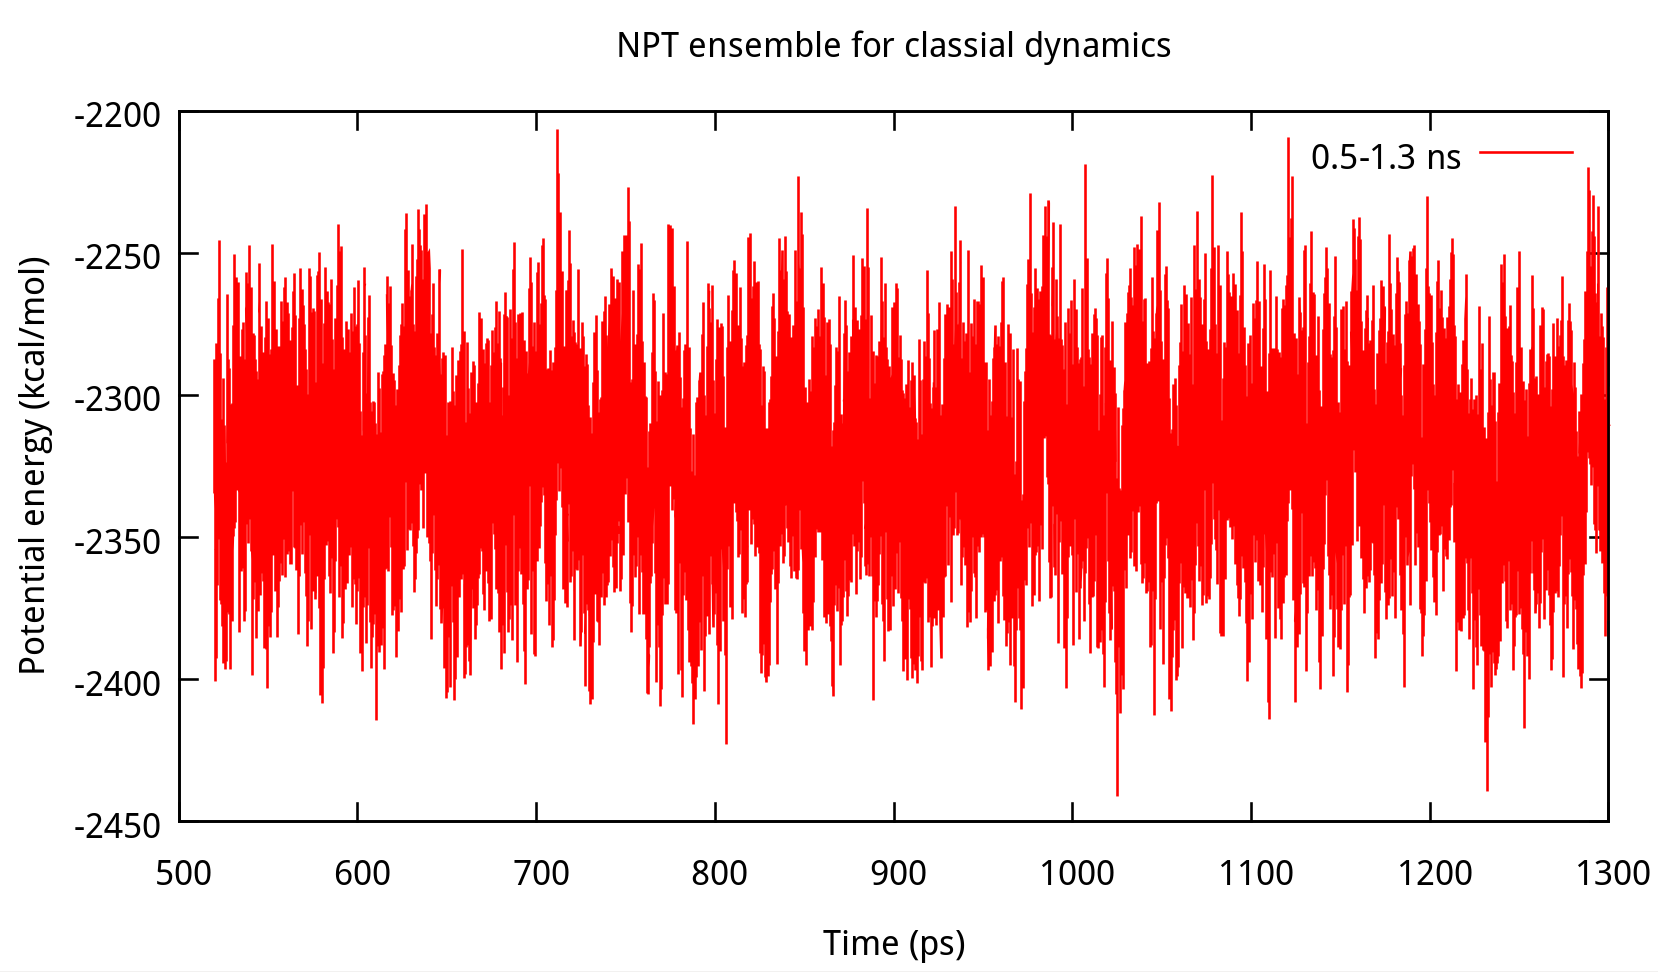 NPT ensemble for classial dynamics
-2200
-2250
-2300
-2350
-2400
-2450
Potential energy (kcal/mol)
0.5-1.3 ns
500 600 700 800 900 1000 1100 1200 1300
Time (ps)